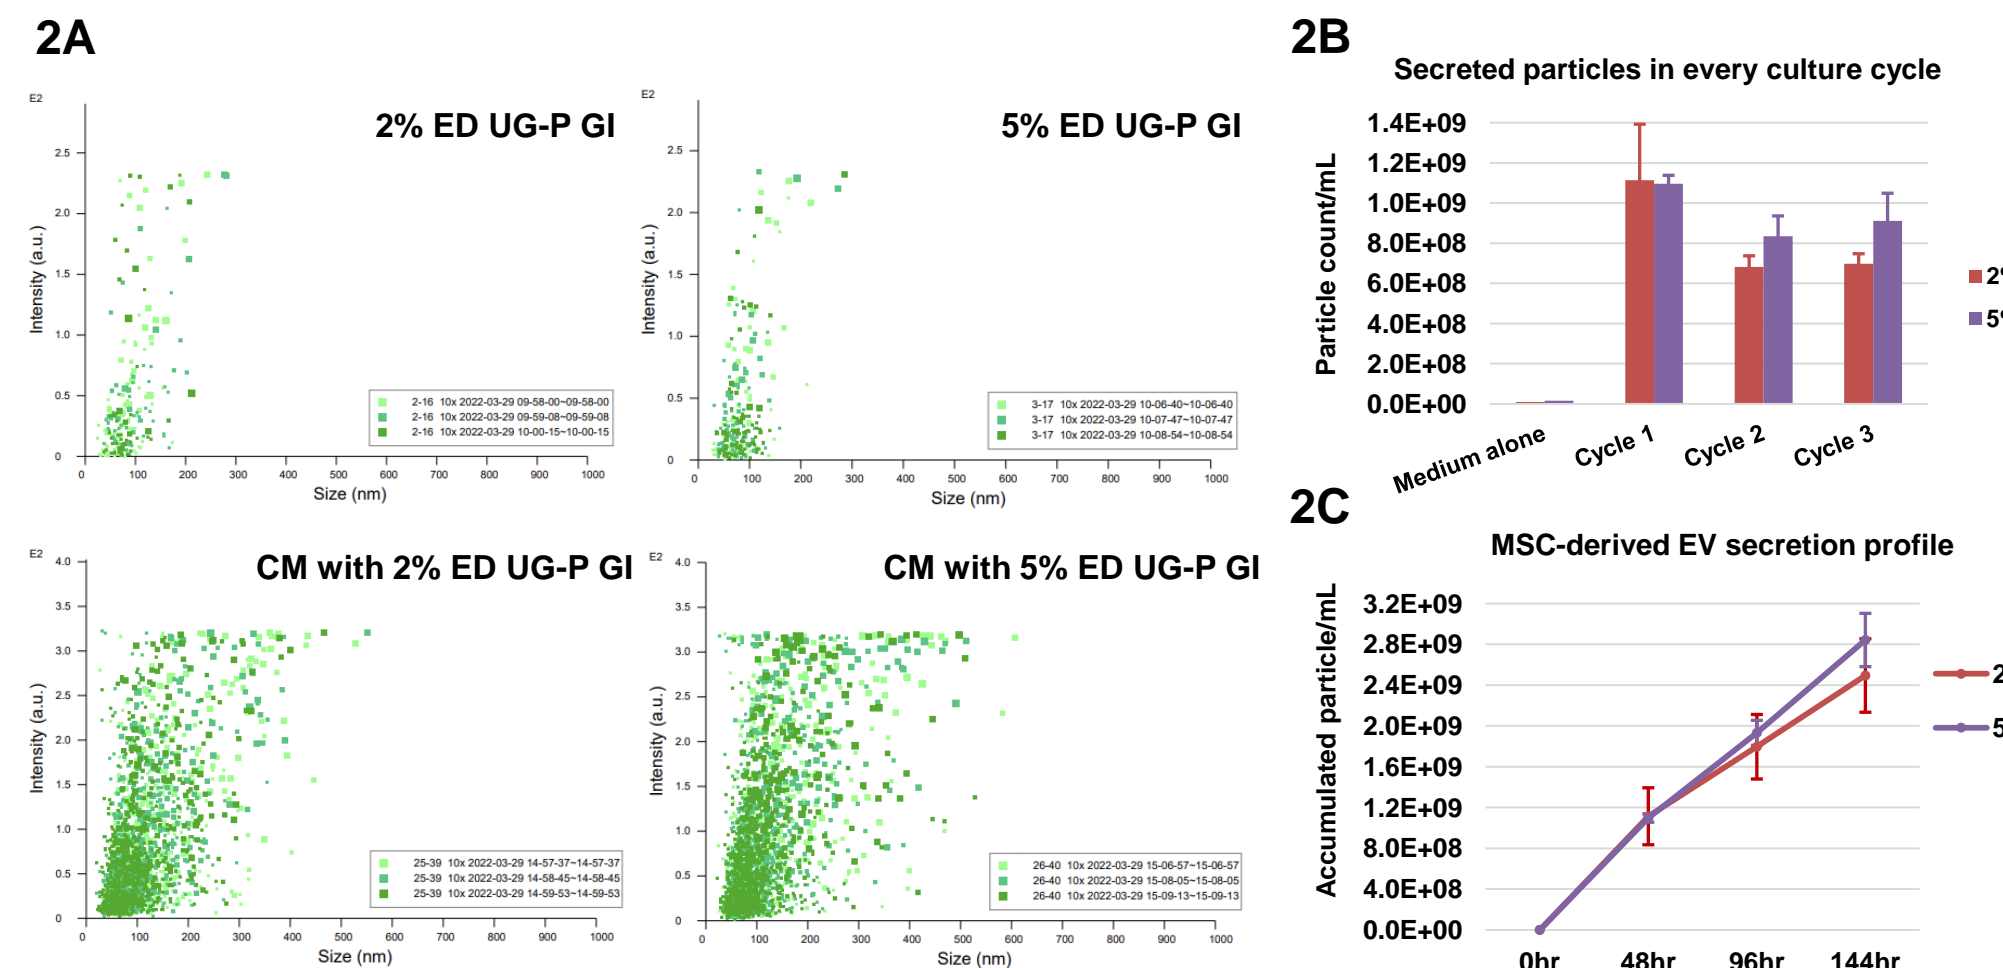 2A
E2
2% ED UG-P GI
2.5
2.0
1.5
1.0
0.5
0
Intensity (a.u.)
2-16 10x 2022-03-29 09-58-00~09-58-00
2-16 10x 2022-03-29 09-59-08~09-59-08
2-16 10x 2022-03-29 10-00-15~10-00-15
0 100 200 300 400 500 600 700 800 900 1000
Size (nm)
E2
5% ED UG-P GI
2.5
2.0
1.5
1.0
0.5
0
Intensity (a.u.)
3-17 10x 2022-03-29 10-06-40~10-06-40
3-17 10x 2022-03-29 10-07-47~10-07-47
3-17 10x 2022-03-29 10-08-54~10-08-54
0 100 200 300 400 500 600 700 800 900 1000
Size (nm)
E2
CM with 2% ED UG-P GI
4.0
3.5
3.0
2.5
2.0
1.5
1.0
0.5
0
Intensity (a.u.)
25-39 10x 2022-03-29 14-57-37~14-57-37
25-39 10x 2022-03-29 14-58-45~14-58-45
25-39 10x 2022-03-29 14-59-53~14-59-53
0 100 200 300 400 500 600 700 800 900 1000
Size (nm)
E2
CM with 5% ED UG-P GI
4.0
3.5
3.0
2.5
2.0
1.5
1.0
0.5
0
Intensity (a.u.)
26-40 10x 2022-03-29 15-06-57~15-06-57
26-40 10x 2022-03-29 15-08-05~15-08-05
26-40 10x 2022-03-29 15-09-13~15-09-13
0 100 200 300 400 500 600 700 800 900 1000
Size (nm)
2B
Secreted particles in every culture cycle
Particle count/mL
1.4E+09
1.2E+09
1.0E+09
8.0E+08
6.0E+08
4.0E+08
2.0E+08
0.0E+00
Medium alone
Cycle 1
Cycle 2
Cycle 3
2%
5%
2C
MSC-derived EV secretion profile
Accumulated particle/mL
3.2E+09
2.8E+09
2.4E+09
2.0E+09
1.6E+09
1.2E+09
8.0E+08
4.0E+08
0.0E+00
0hr 48hr 96hr 144hr
2
5